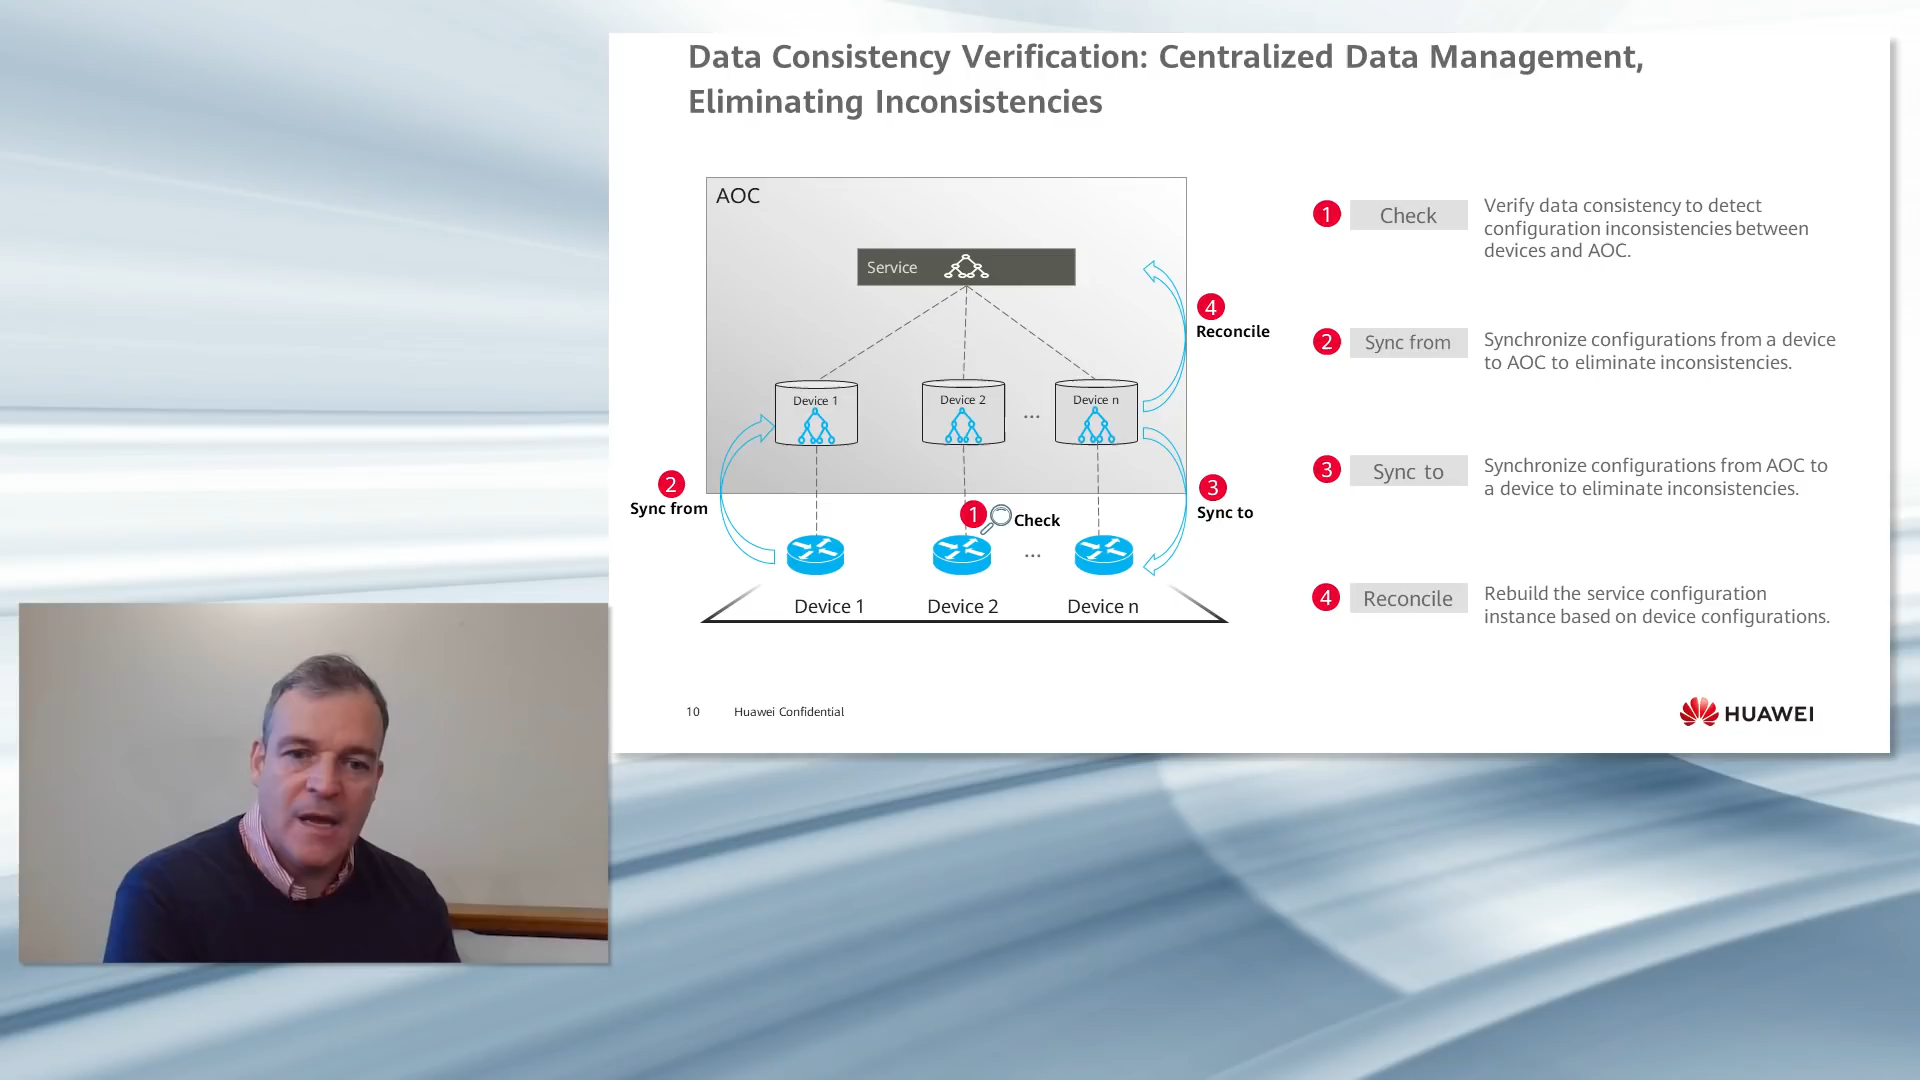 Data Consistency Verification: Centralized Data Management,
Eliminating Inconsistencies
AOC
Service
4
Reconcile
Device 1
Device 2
...
Device n
2
Sync from
1
Check
3
Sync to
...
Device 1
Device 2
Device n
1
Check
Verify data consistency to detect
configuration inconsistencies between
devices and AOC.
2
Sync from
Synchronize configurations from a device
to AOC to eliminate inconsistencies.
3
Sync to
Synchronize configurations from AOC to
a device to eliminate inconsistencies.
4
Reconcile
Rebuild the service configuration
instance based on device configurations.
10
Huawei Confidential
HUAWEI